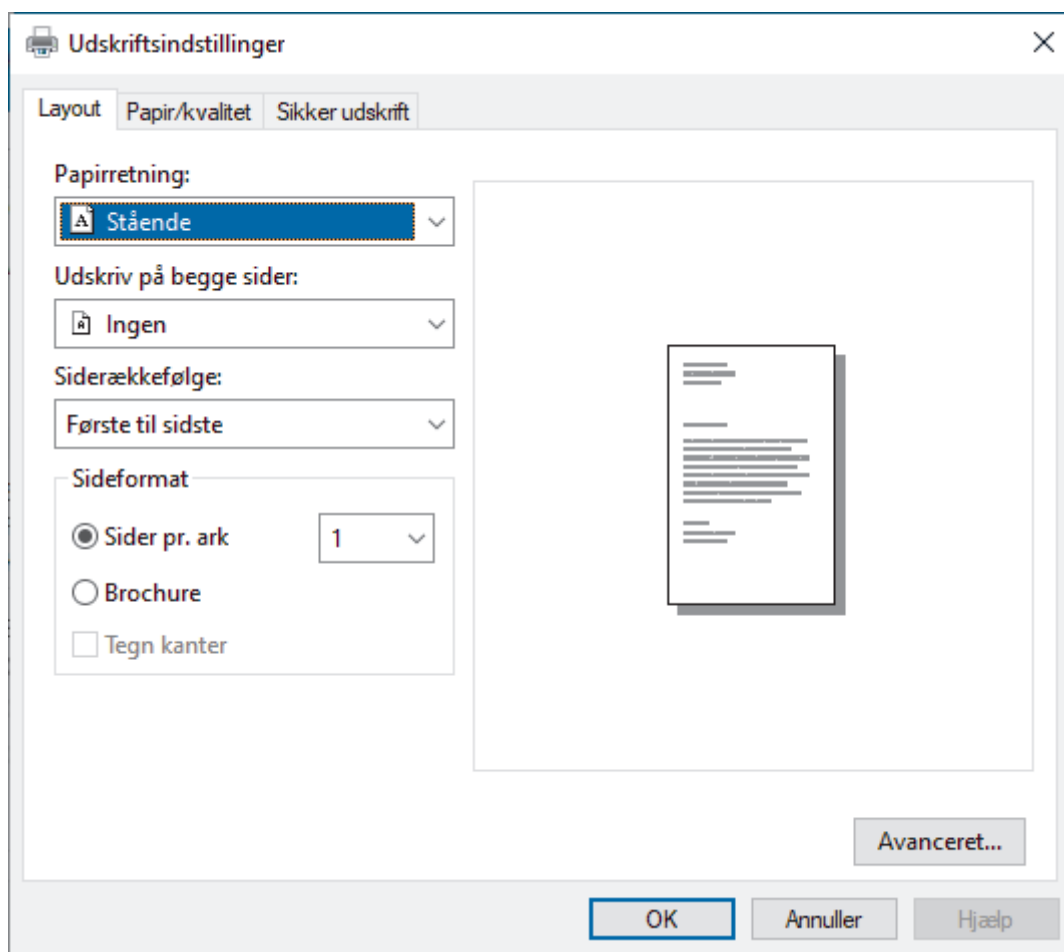 Udskriftsindstillinger
Layout Papir/kvalitet Sikker udskrift
Papirretning:
Stående
Udskriv på begge sider:
Ingen
Siderækkefølge:
Første til sidste
Sideformat
Sider pr. ark 1
Brochure
Tegn kanter
Avanceret...
OK Annuller Hjælp